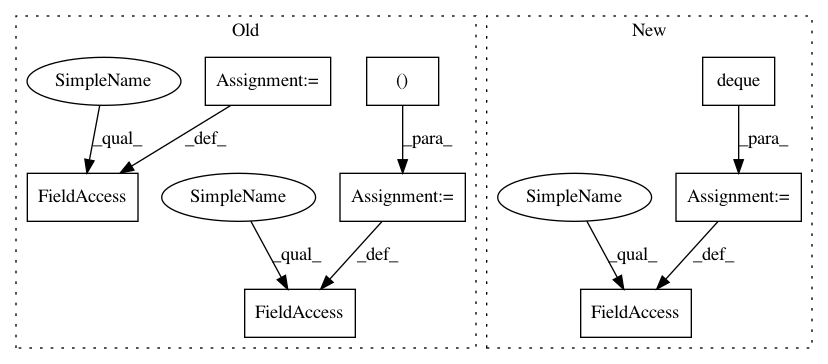 Old
New
SimpleName
Assignment:=
()
deque
_qual_
_def_
_para_
_para_
FieldAccess
SimpleName
Assignment:=
SimpleName
Assignment:=
_qual_
_def_
_qual_
_def_
FieldAccess
FieldAccess